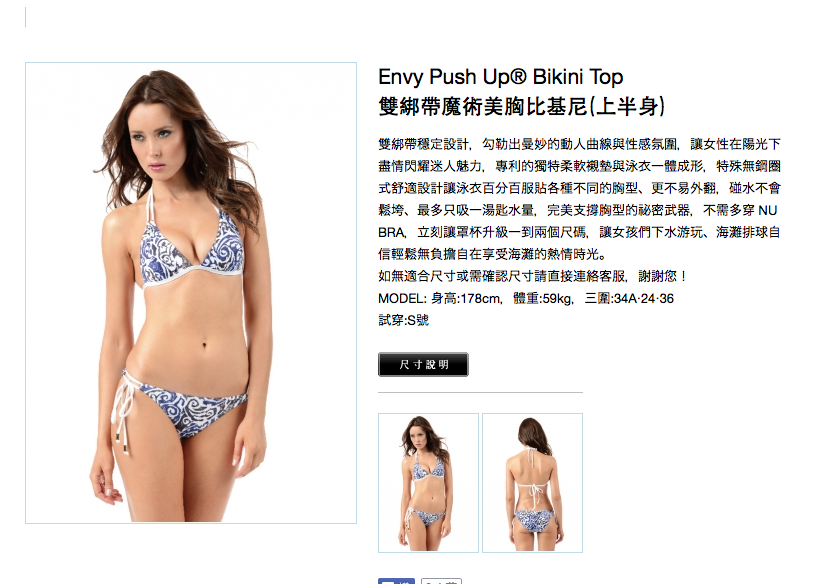 Envy Push Up® Bikini Top
雙綁帶魔術美胸比基尼(上半身)
雙綁帶穩定設計，勾勒出曼妙的動人曲線與性感氛圍，讓女性在陽光下
盡情閃耀迷人魅力，專利的獨特柔軟襯墊與泳衣一體成形，特殊無鋼圈
式舒適設計讓泳衣百分百服貼各種不同的胸型、更不易外翻，碰水不會
鬆垮、最多只吸一湯匙水量，完美支撐胸型的祕密武器，不需多穿 NU
BRA，立刻讓罩杯升級一到兩個尺碼，讓女孩們下水游玩、海灘排球自
信輕鬆無負擔自在享受海灘的熱情時光。
如無適合尺寸或需確認尺寸請直接連絡客服，謝謝您！
MODEL: 身高:178cm，體重:59kg，三圍:34A-24-36
試穿:S號
尺寸說明